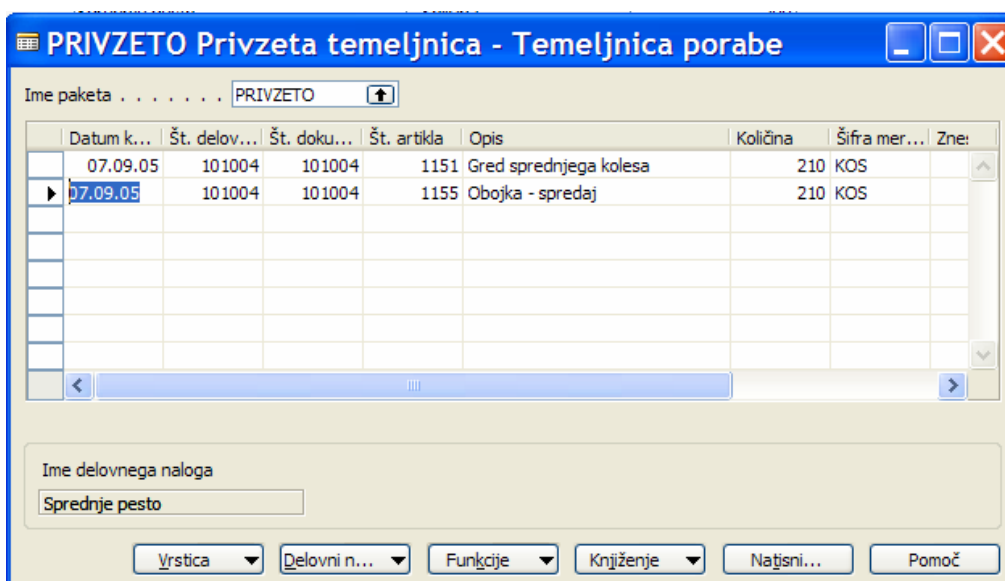 PRIVZETO Privzeta temeljnica - Temeljnica porabe
Ime paketa . . . . . . . PRIVZETO
Datum k... Št. delov... Št. doku... Št. artikla Opis Količina Šifra mer... Znes
07.09.05 101004 101004 1151 Gred sprednjega kolesa 210 KOS
07.09.05 101004 101004 1155 Obojka - spredaj 210 KOS
Ime delovnega naloga
Sprednje pesto
Vrstica Delovni n... Funkcije Knjiženje Natisni... Pomoč